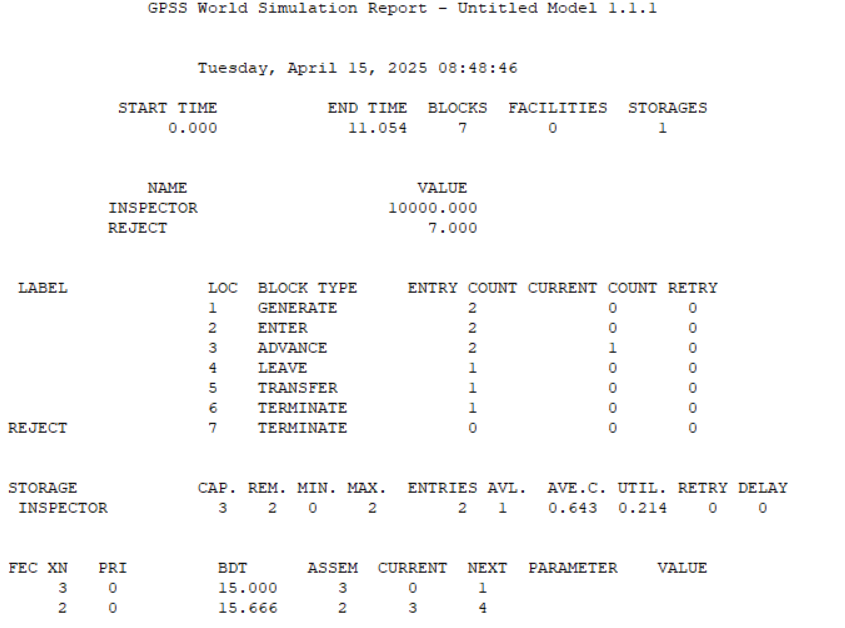 GPSS World Simulation Report - Untitled Model 1.1.1
Tuesday, April 15, 2025 08:48:46
START TIME END TIME BLOCKS FACILITIES STORAGES
0.000 11.054 7 0 1
NAME VALUE
INSPECTOR 10000.000
REJECT 7.000
LABEL LOC BLOCK TYPE ENTRY COUNT CURRENT COUNT RETRY
1 GENERATE 2 0 0
2 ENTER 2 0 0
3 ADVANCE 2 1 0
4 LEAVE 1 0 0
5 TRANSFER 1 0 0
6 TERMINATE 1 0 0
REJECT 7 TERMINATE 0 0 0
STORAGE CAP. REM. MIN. MAX. ENTRIES AVL. AVE.C. UTIL. RETRY DELAY
INSPECTOR 3 2 0 2 2 1 0.643 0.214 0 0
FEC XN PRI BDT ASSEM CURRENT NEXT PARAMETER VALUE
3 0 15.000 3 0 1
2 0 15.666 2 3 4